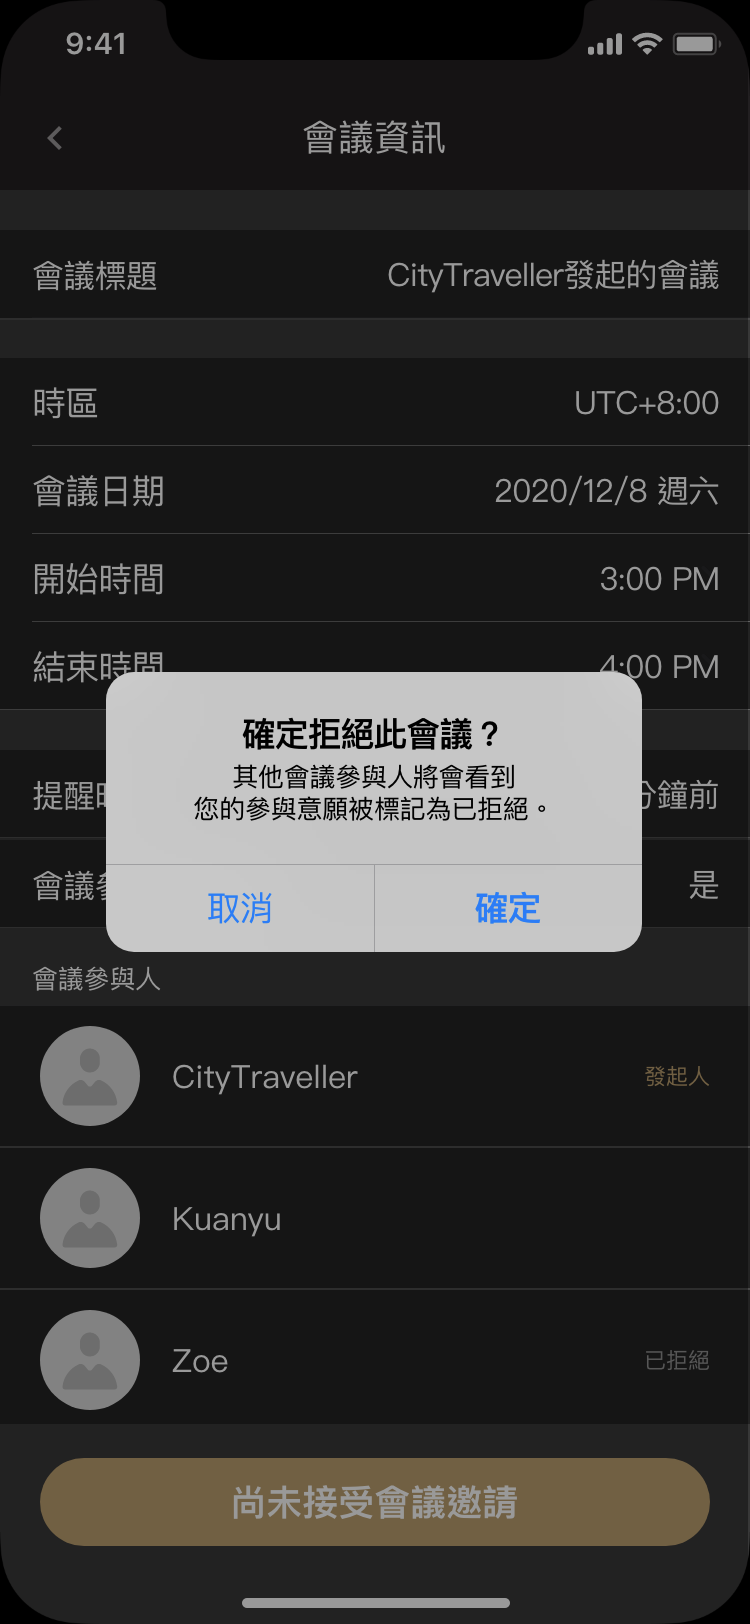 9:41
會議資訊
會議標題 CityTraveller發起的會議
時區 UTC+8:00
會議日期 2020/12/8 週六
開始時間 3:00 PM
結束時間 4:00 PM
確定拒絕此會議？
其他會議參與人將會看到
您的參與意願被標記為已拒絕。
提醒 分鐘前
會議 是
取消 確定
會議參與人
CityTraveller 發起人
Kuanyu
Zoe 已拒絕
尚未接受會議邀請